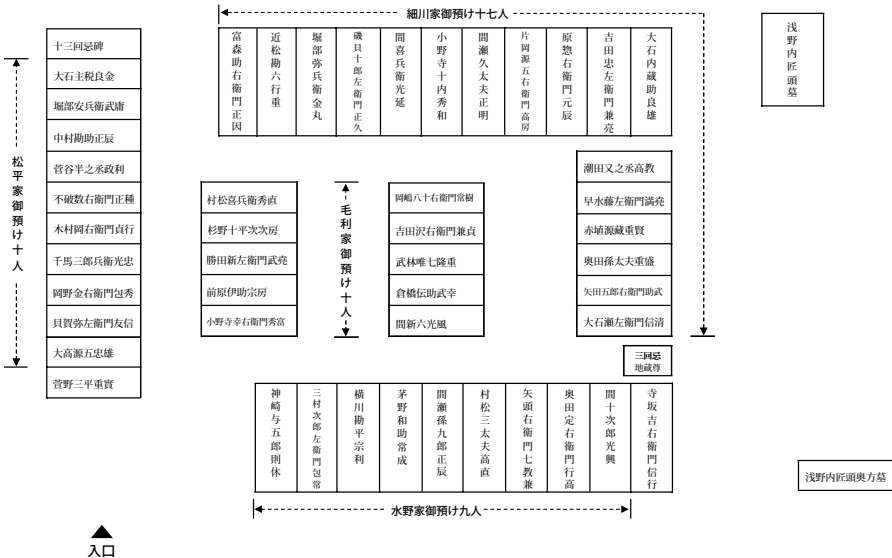 細川家御預け十七人
大石内蔵助良雄
吉田忠左衛門兼亮
原惣右衛門元辰
片岡源五右衛門高房
間瀬久太夫正明
小野寺十内秀和
間喜兵衛光延
磯貝十郎左衛門正久
堀部弥兵衛金丸
近松勘六行重
富森助右衛門正因
潮田又之丞高教
早水藤左衛門満堯
赤埴源蔵重賢
奥田孫太夫重盛
矢田五郎右衛門助武
大石瀬左衛門信清
浅野内匠頭墓
三回忌
地蔵尊
毛利家御預け十人
岡嶋八十右衛門常樹
吉田沢右衛門兼貞
武林唯七隆重
倉橋伝助武幸
間新六光風
村松喜兵衛秀直
杉野十平次次房
勝田新左衛門武堯
前原伊助宗房
小野寺幸右衛門秀富
松平家御預け十人
十三回忌碑
大石主税良金
堀部安兵衛武庸
中村勘助正辰
菅谷半之丞政利
不破数右衛門正種
木村岡右衛門貞行
千馬三郎兵衛光忠
岡野金右衛門包秀
貝賀弥左衛門友信
大高源五忠雄
萱野三平重實
寺坂吉右衛門信行
間十次郎光興
奥田定右衛門行高
矢頭右衛門七教兼
村松三太夫高直
間瀬孫九郎正辰
茅野和助常成
横川勘平宗利
三村次郎左衛門包常
神崎与五郎則休
水野家御預け九人
浅野内匠頭奥方墓
入口